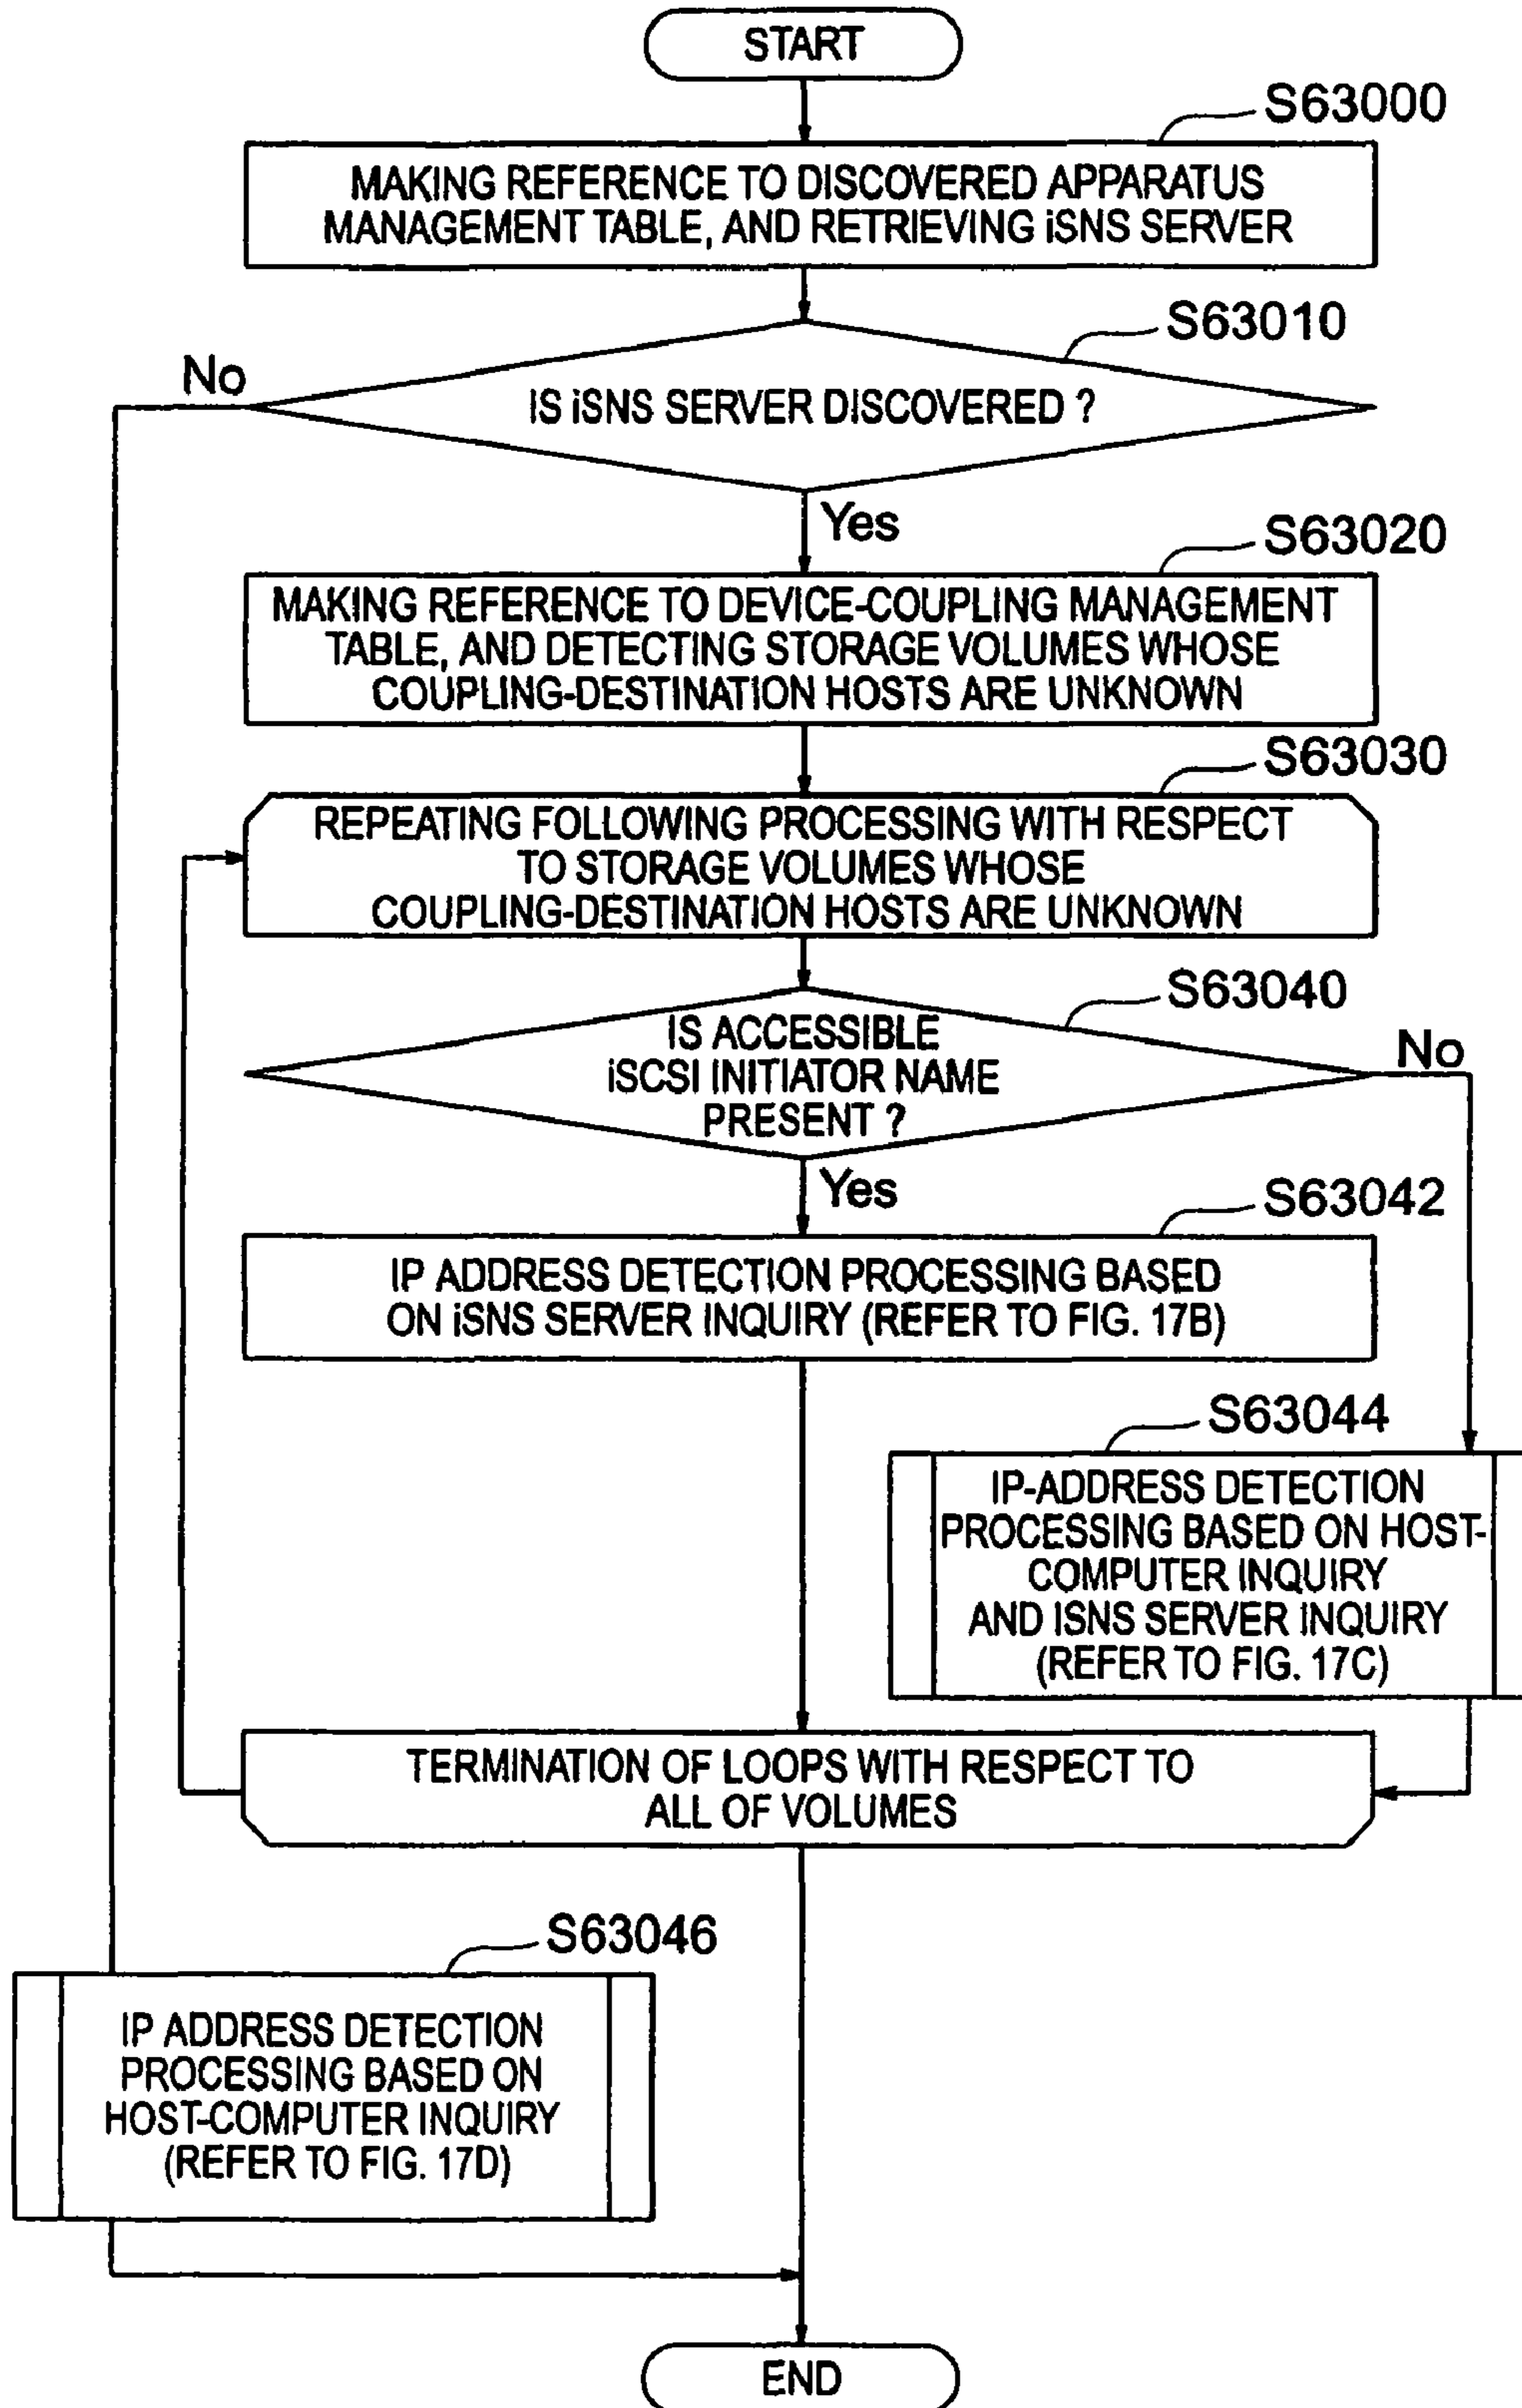 START
S63000
MAKING REFERENCE TO DISCOVERED APPARATUS
MANAGEMENT TABLE, AND RETRIEVING iSNS SERVER
S63010
No
IS iSNS SERVER DISCOVERED ?
Yes
S63020
MAKING REFERENCE TO DEVICE-COUPLING MANAGEMENT
TABLE, AND DETECTING STORAGE VOLUMES WHOSE
COUPLING-DESTINATION HOSTS ARE UNKNOWN
S63030
REPEATING FOLLOWING PROCESSING WITH RESPECT
TO STORAGE VOLUMES WHOSE
COUPLING-DESTINATION HOSTS ARE UNKNOWN
S63040
IS ACCESSIBLE
iSCSI INITIATOR NAME
PRESENT ?
No
Yes
S63042
IP ADDRESS DETECTION PROCESSING BASED
ON iSNS SERVER INQUIRY (REFER TO FIG. 17B)
S63044
IP-ADDRESS DETECTION
PROCESSING BASED ON HOST-
COMPUTER INQUIRY
AND ISNS SERVER INQUIRY
(REFER TO FIG. 17C)
TERMINATION OF LOOPS WITH RESPECT TO
ALL OF VOLUMES
S63046
IP ADDRESS DETECTION
PROCESSING BASED ON
HOST-COMPUTER INQUIRY
(REFER TO FIG. 17D)
END